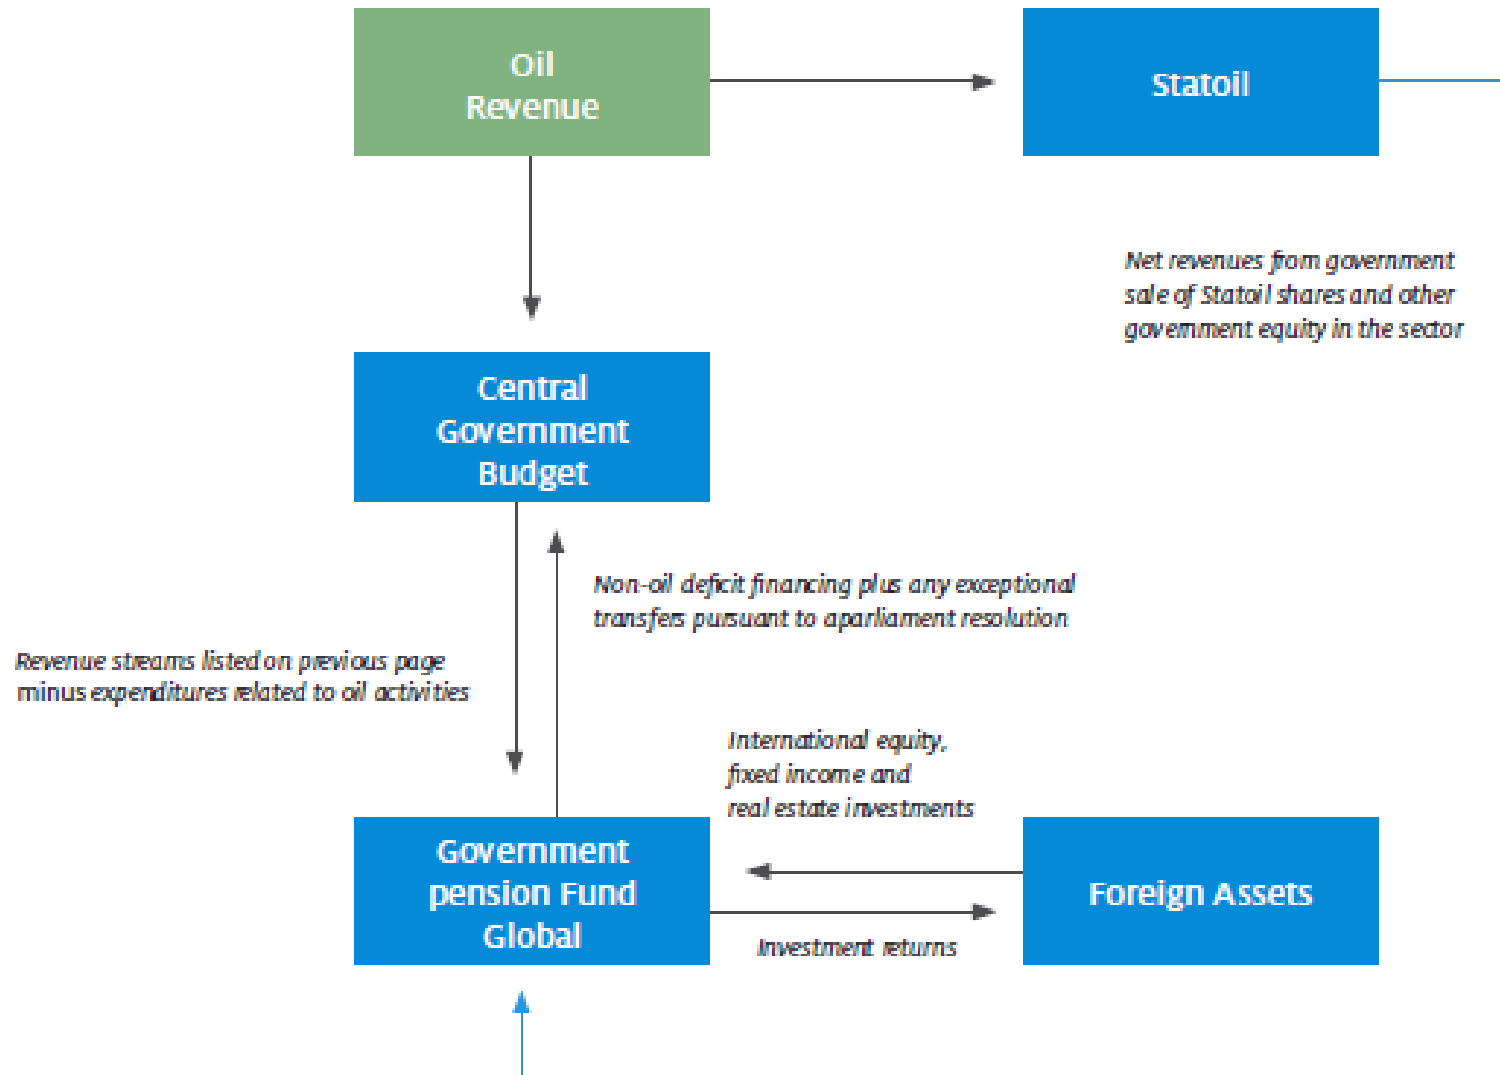 Oil
Revenue
Statoil
Net revenues from government
sale of Statoil shares and other
government equity in the sector
Central
Government
Budget
Non-oil deficit financing plus any exceptional
transfers pursuant to aparliament resolution
Revenue streams listed on previous page
minus expenditures related to oil activities
International equity,
fixed income and
real estate investments
Government
pension Fund
Global
Foreign Assets
Investment returns